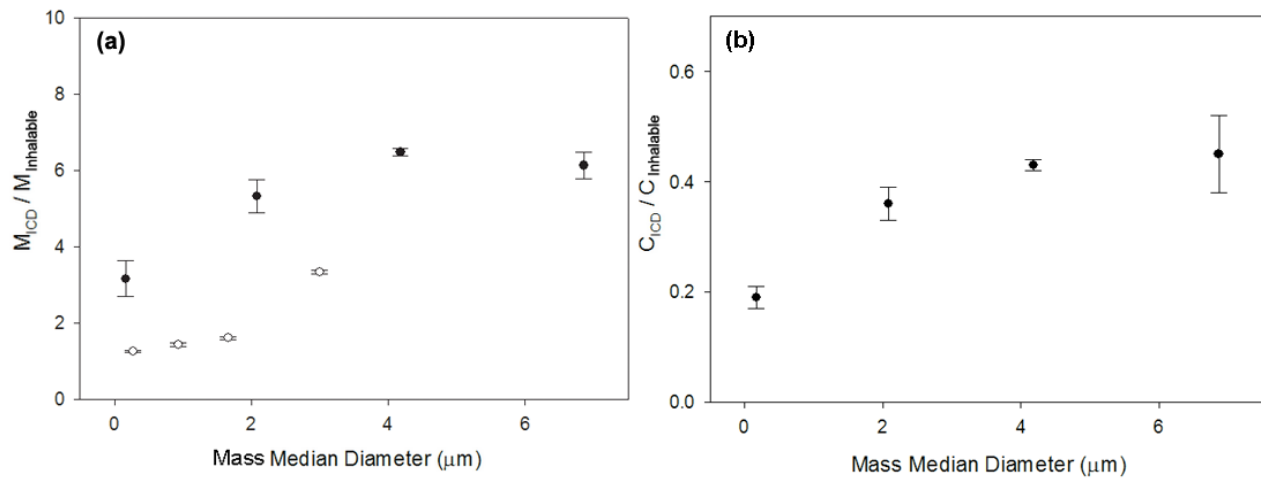 (a)
10
8
6
4
2
0
M_ICD / M_Inhalable
0 2 4 6
Mass Median Diameter (μm)
(b)
0.6
0.4
0.2
0.0
C_ICD / C_Inhalable
0 2 4 6
Mass Median Diameter (μm)